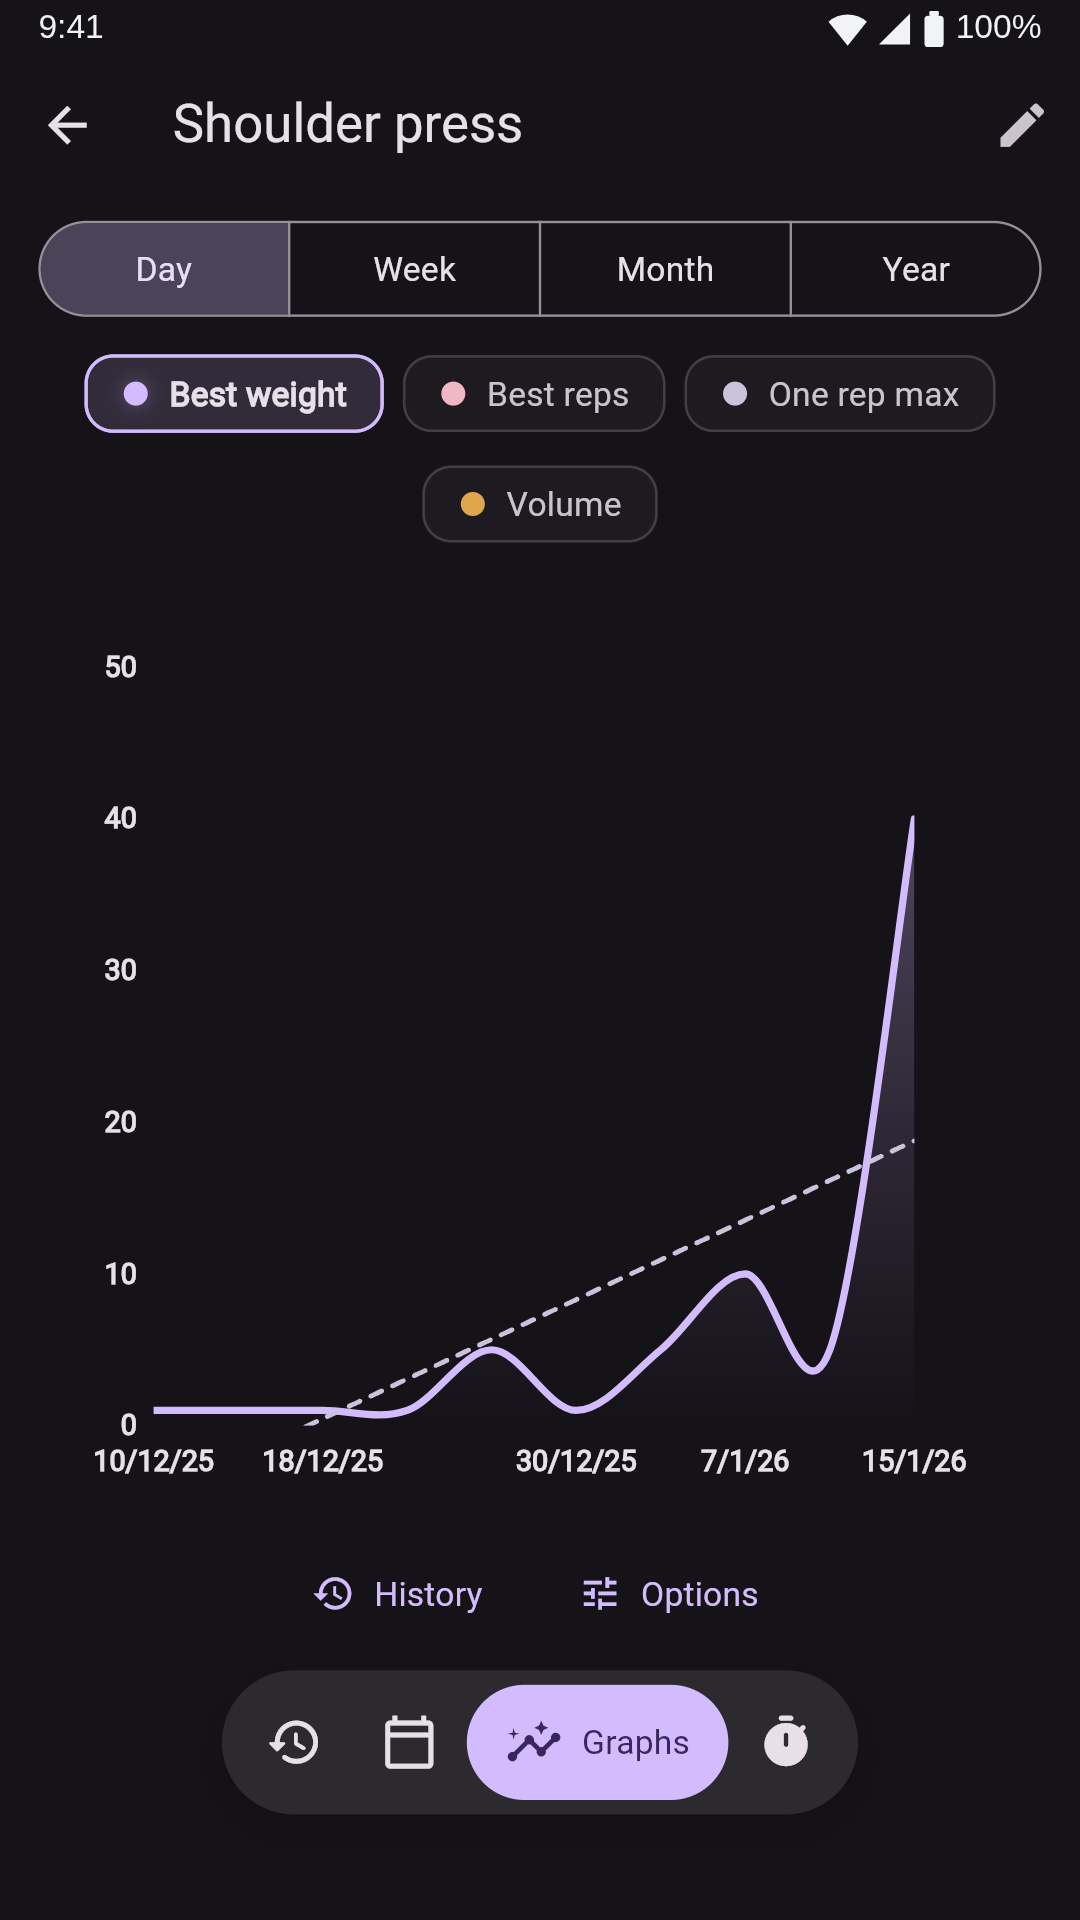 9:41 100%
Shoulder press
Day Week Month Year
Best weight Best reps One rep max
Volume
50
40
30
20
10
0
10/12/25 18/12/25 30/12/25 7/1/26 15/1/26
History Options
Graphs